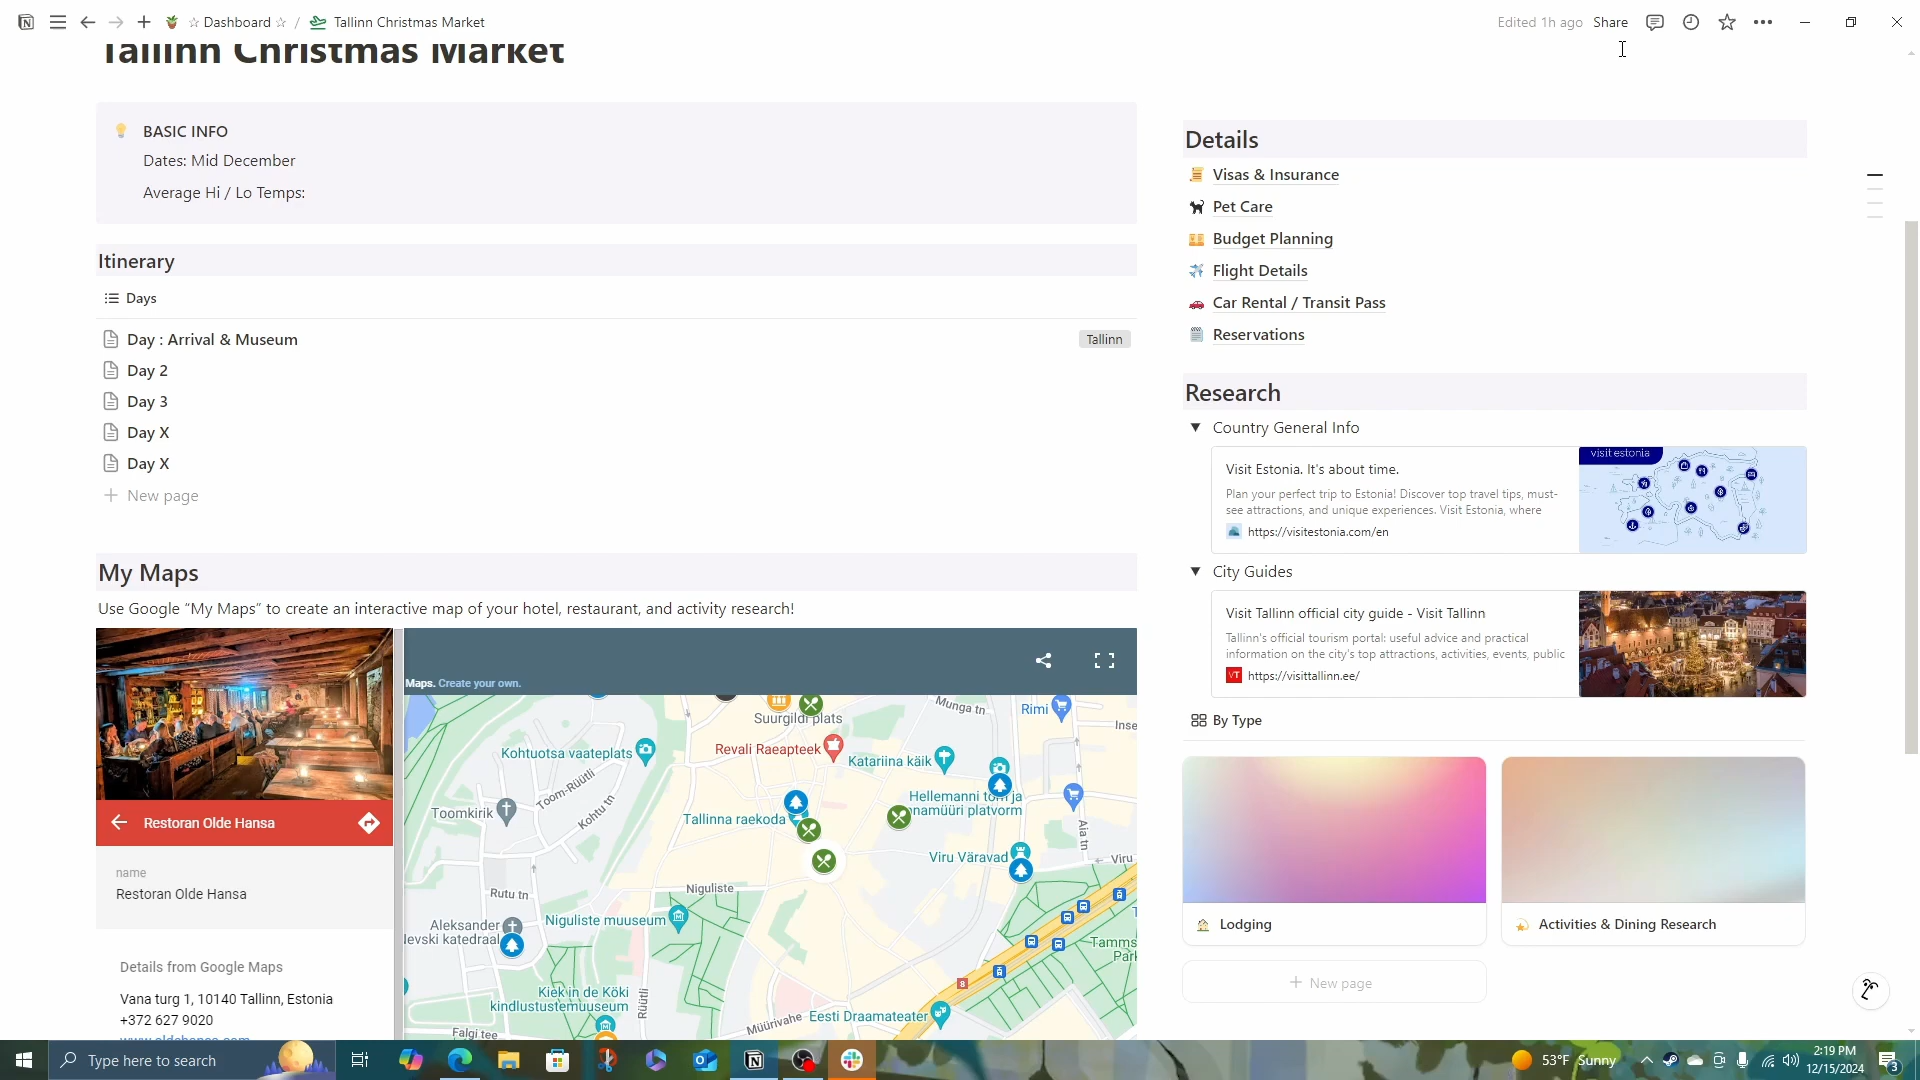 ☆ Dashboard ☆ / Tallinn Christmas Market
Edited 1h ago Share
Tallinn Christmas Market
BASIC INFO
Dates: Mid December
Average Hi / Lo Temps:
Itinerary
Days
Day : Arrival & Museum
Tallinn
Day 2
Day 3
Day X
Day X
New page
My Maps
Use Google “My Maps” to create an interactive map of your hotel, restaurant, and activity research!
Restoran Olde Hansa
name
Restoran Olde Hansa
Details from Google Maps
Vana turg 1, 10140 Tallinn, Estonia
+372 627 9020
Maps. Create your own.
Munga tn
Rimi
Suurgildi plats
Kohtuotsa vaateplats
Revali Raeapteek
Katariina käik
Toom-Rüütli
Kohtu tn
Toomkirik
Hellemanni torn ja
Tallinna raekoda
Aia tn
Viru Väravad
Viru
Rutu tn
Niguliste
Aleksander
Niguliste muuseum
Nevski katedraal
Kiek in de Köki
kindlustustemuuseum
Rüütli
Müürivahe
Eesti Draamateater
Falgi tee
8
Details
Visas & Insurance
Pet Care
Budget Planning
Flight Details
Car Rental / Transit Pass
Reservations
Research
Country General Info
Visit Estonia. It's about time.
Plan your perfect trip to Estonia! Discover top travel tips, must-
see attractions, and unique experiences. Visit Estonia, where
https://visitestonia.com/en
visit estonia
City Guides
Visit Tallinn official city guide - Visit Tallinn
Tallinn's official tourism portal: useful advice and practical
information on the city's top attractions, activities, events, public
VT https://visittallinn.ee/
By Type
Lodging
Activities & Dining Research
New page
Type here to search
53°F Sunny
2:19 PM
12/15/2024
3